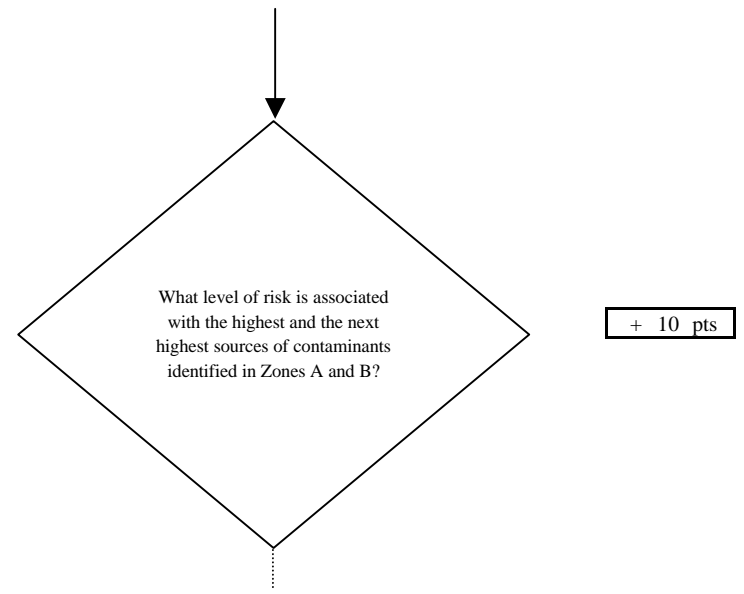 What level of risk is associated
with the highest and the next
highest sources of contaminants
identified in Zones A and B?
+ 10 pts